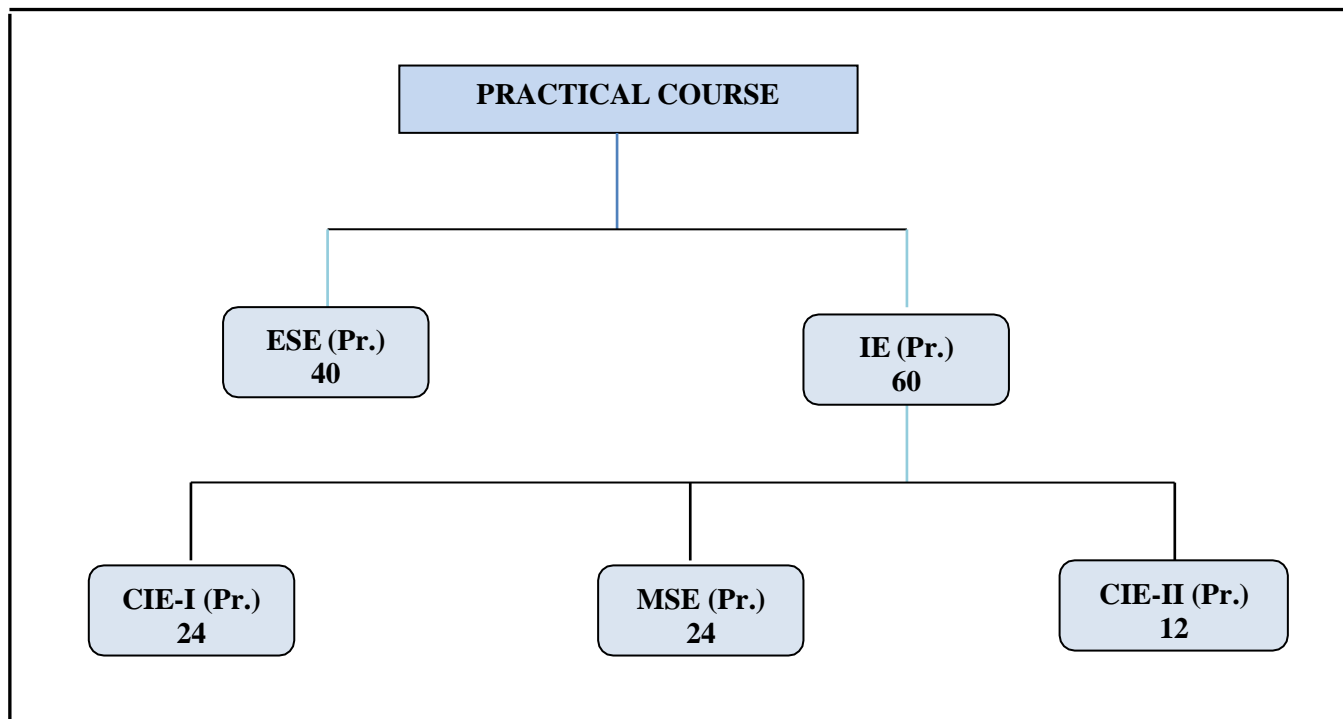 PRACTICAL COURSE
ESE (Pr.)
40
IE (Pr.)
60
CIE-I (Pr.)
24
MSE (Pr.)
24
CIE-II (Pr.)
12